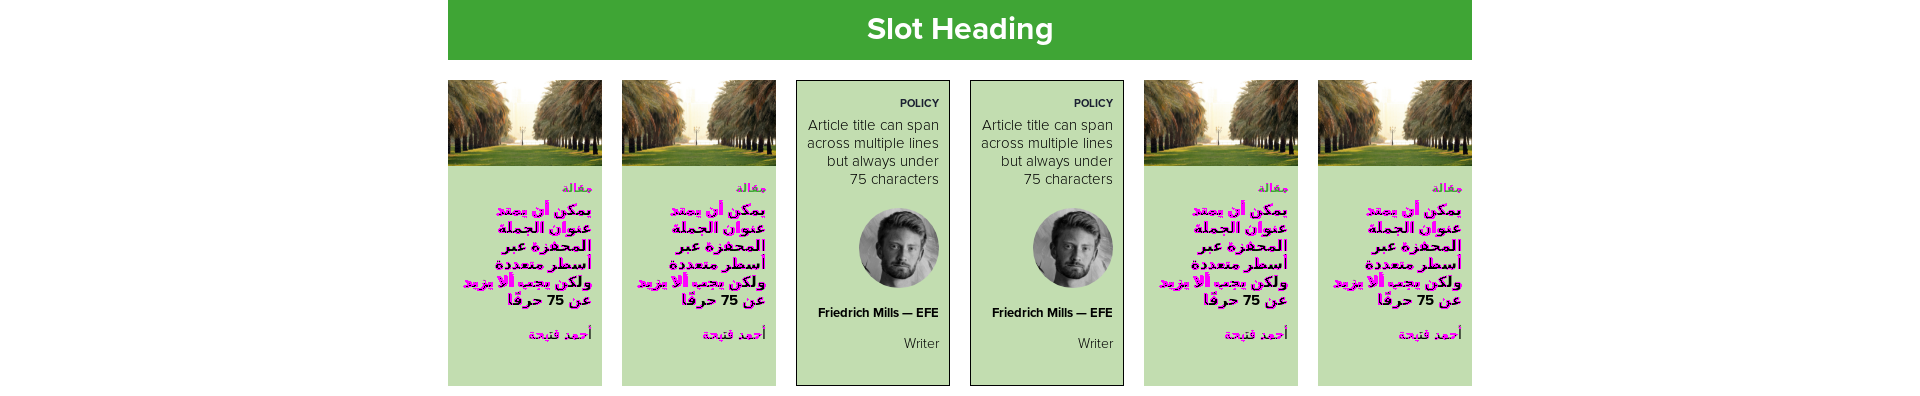 Slot Heading
مقالة
يمكن أن يمتد
عنوان الجملة
المحفزة عبر
أسطر متعددة
ولكن يجب ألا يزيد
عن 75 حرفًا
أحمد فتيحة
مقالة
يمكن أن يمتد
عنوان الجملة
المحفزة عبر
أسطر متعددة
ولكن يجب ألا يزيد
عن 75 حرفًا
أحمد فتيحة
POLICY
Article title can span
across multiple lines
but always under
75 characters
Friedrich Mills — EFE
Writer
POLICY
Article title can span
across multiple lines
but always under
75 characters
Friedrich Mills — EFE
Writer
مقالة
يمكن أن يمتد
عنوان الجملة
المحفزة عبر
أسطر متعددة
ولكن يجب ألا يزيد
عن 75 حرفًا
أحمد فتيحة
مقالة
يمكن أن يمتد
عنوان الجملة
المحفزة عبر
أسطر متعددة
ولكن يجب ألا يزيد
عن 75 حرفًا
أحمد فتيحة